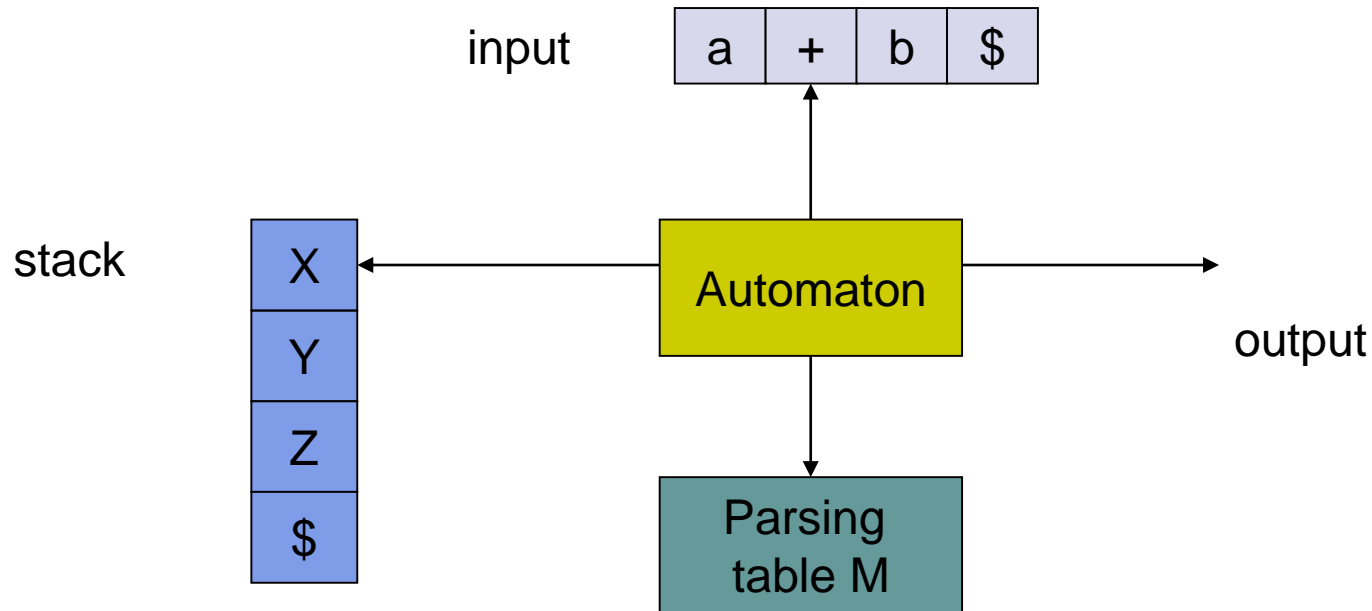 input a + b $
stack X
Automaton
Y
output
Z
Parsing
table M
$